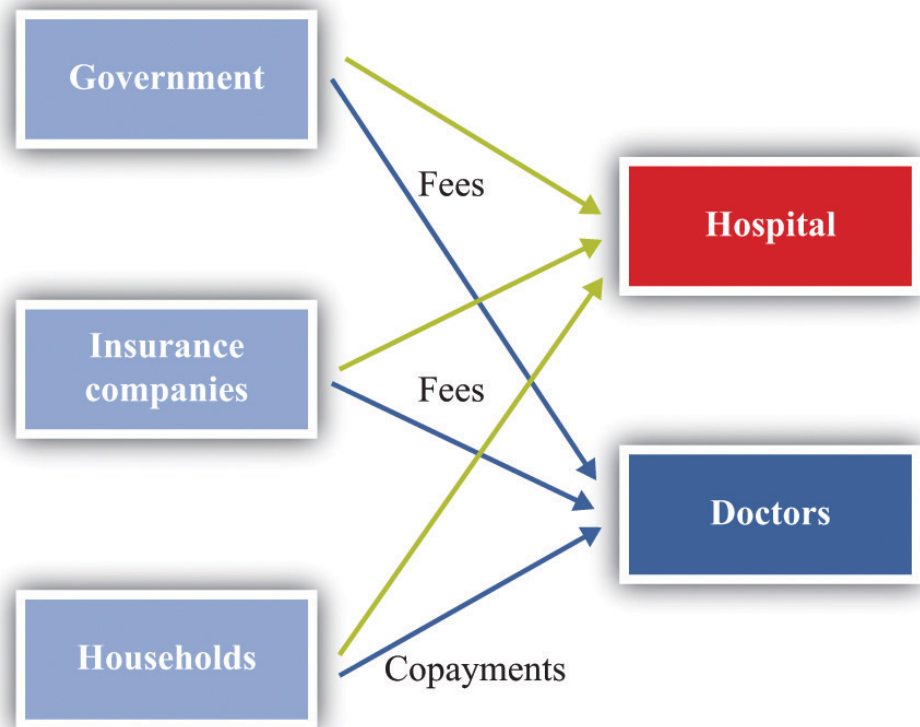 Government
Fees
Hospital
Insurance
companies
Fees
Doctors
Households
Copayments